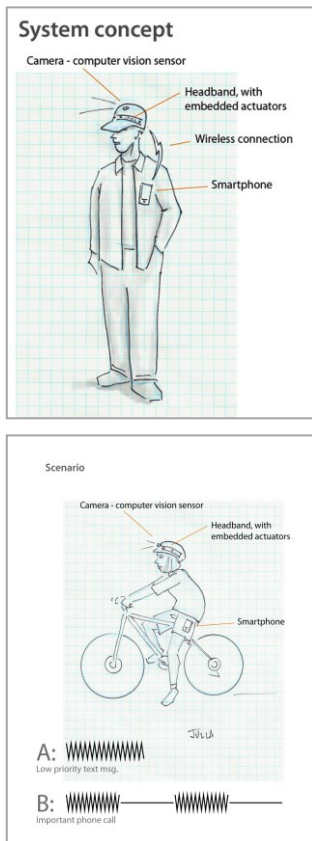 System concept
Camera - computer vision sensor
Headband, with
embedded actuators
Wireless connection
Smartphone
Scenario
Camera - computer vision sensor
Headband, with
embedded actuators
Smartphone
JULIA
A:
Low priority text msg.
B:
Important phone call